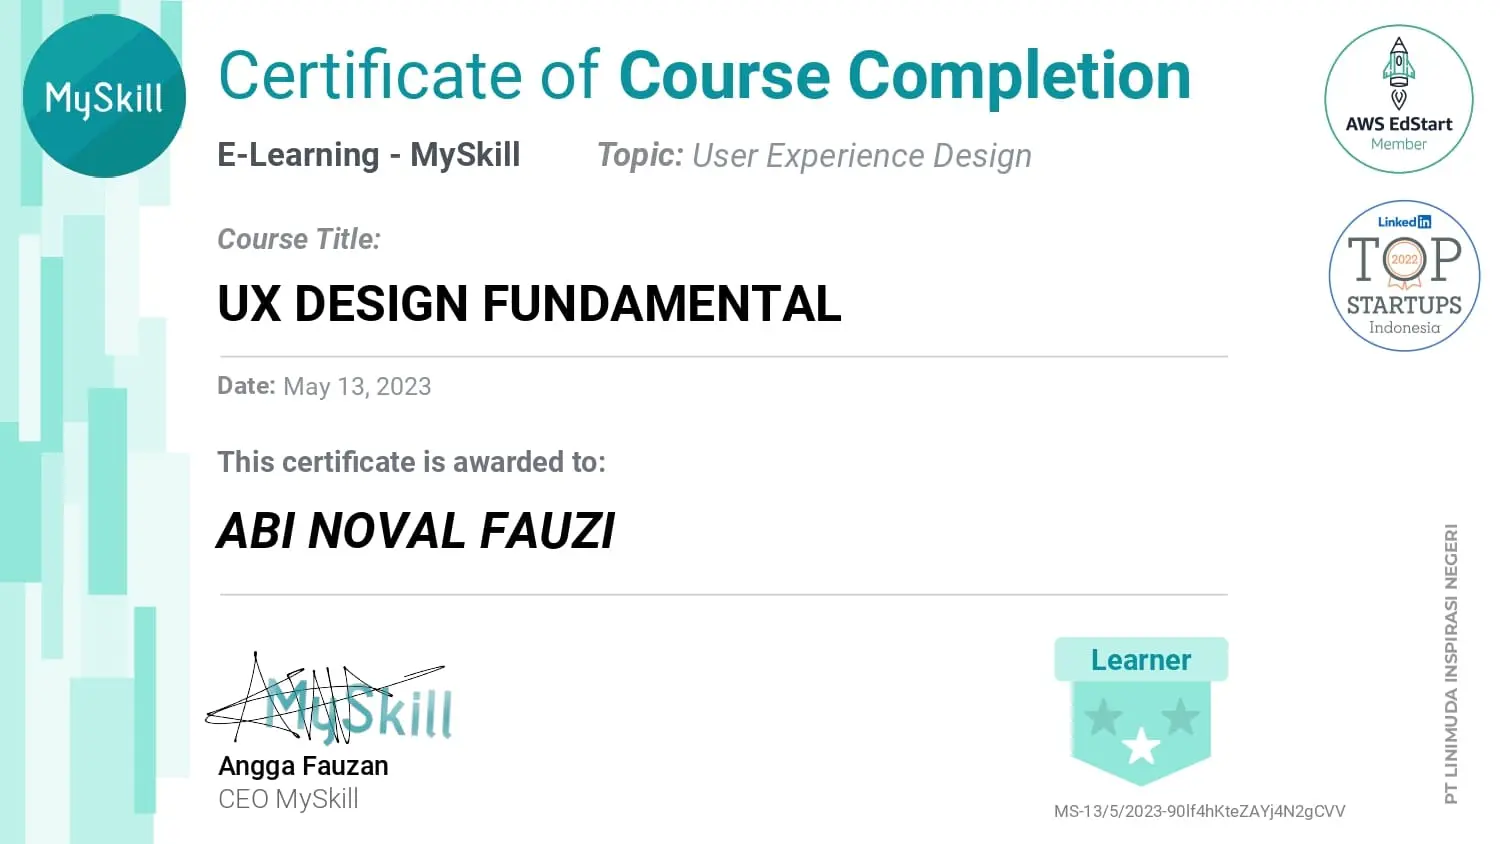 MySkill
Certificate of Course Completion
E-Learning - MySkill
Topic: User Experience Design
AWS EdStart
Member
Linked in
TOP
2022
STARTUPS
Indonesia
Course Title:
UX DESIGN FUNDAMENTAL
Date: May 13, 2023
This certificate is awarded to:
ABI NOVAL FAUZI
MySkill
Angga Fauzan
CEO MySkill
Learner
MS-13/5/2023-90lf4hKteZAYj4N2gCVV
PT LINIMUDA INSPIRASI NEGERI